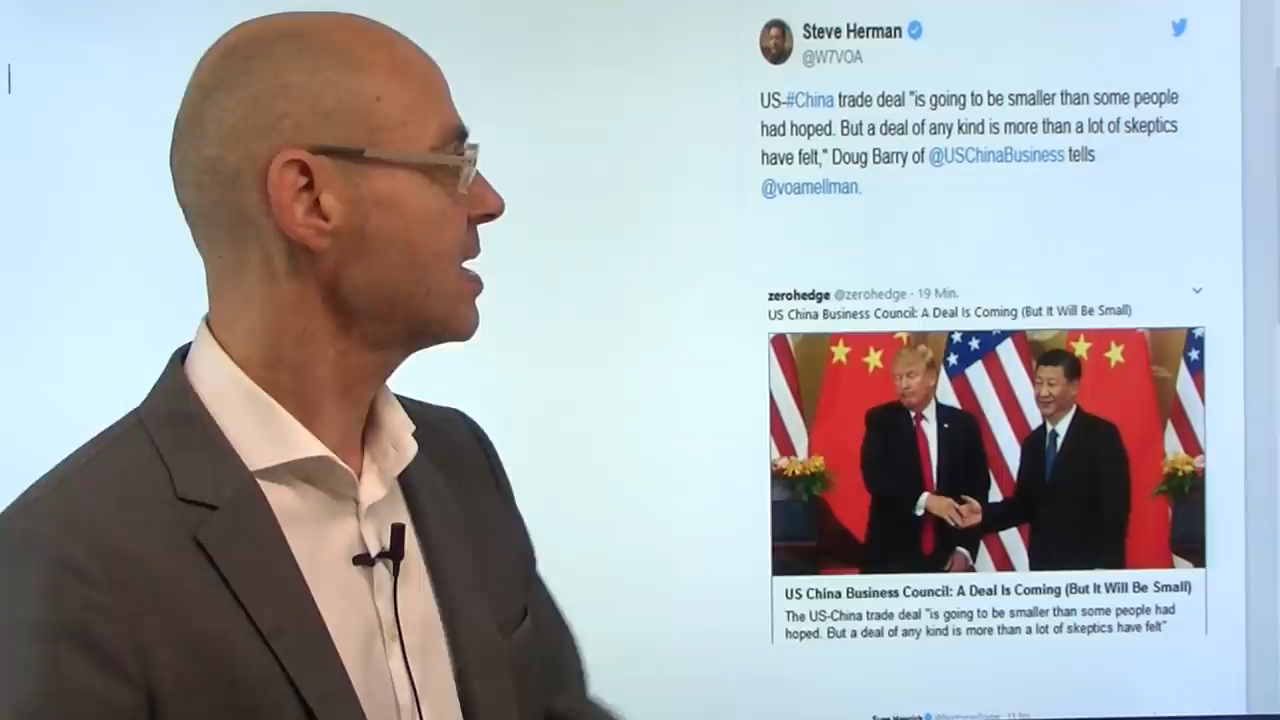 Steve Herman
@W7VOA
US-#China trade deal "is going to be smaller than some people
had hoped. But a deal of any kind is more than a lot of skeptics
have felt," Doug Barry of @USChinaBusiness tells
@voamellman.
zerohedge @zerohedge · 19 Min.
US China Business Council: A Deal Is Coming (But It Will Be Small)
US China Business Council: A Deal Is Coming (But It Will Be Small)
The US-China trade deal "is going to be smaller than some people had
hoped. But a deal of any kind is more than a lot of skeptics have felt"